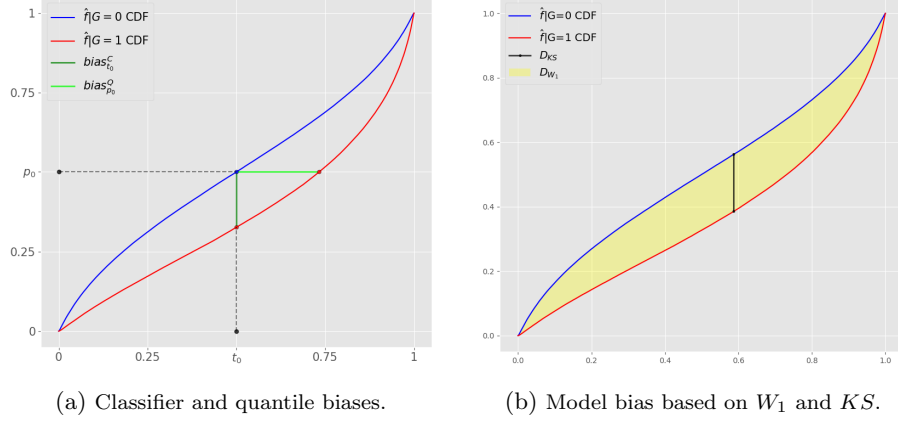 f̂|G = 0 CDF
f̂|G = 1 CDF
bias^C_{t_0}
bias^Q_{p_0}
1
0.75
p_0
0.25
0
0
0.25
t_0
0.75
1
(a) Classifier and quantile biases.
f̂|G=0 CDF
f̂|G=1 CDF
D_{KS}
D_{W_1}
1.0
0.8
0.6
0.4
0.2
0.0
0.0
0.2
0.4
0.6
0.8
1.0
(b) Model bias based on W_1 and KS.